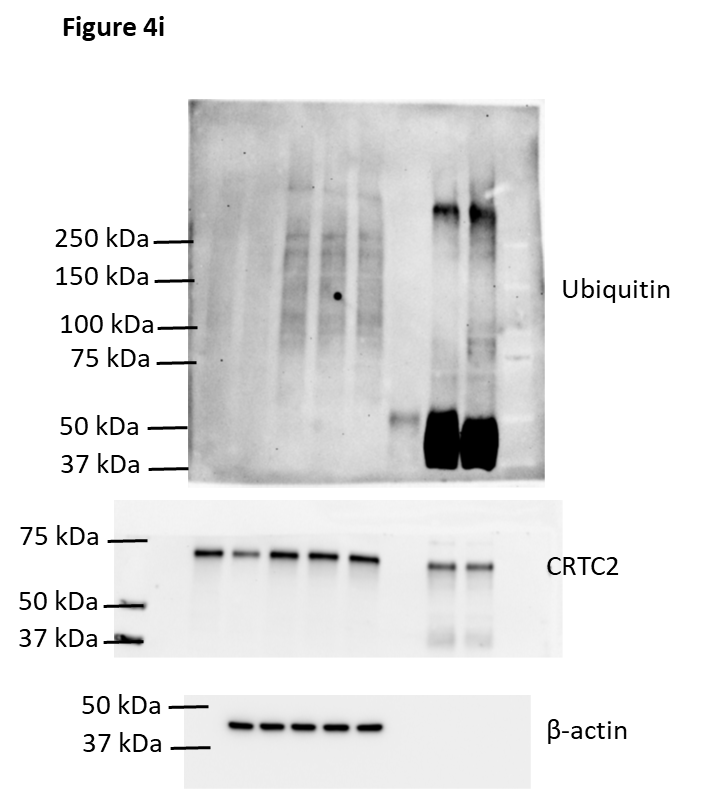 Figure 4i
250 kDa
150 kDa
Ubiquitin
100 kDa
75 kDa
50 kDa
37 kDa
75 kDa
CRTC2
50 kDa
37 kDa
50 kDa
β-actin
37 kDa